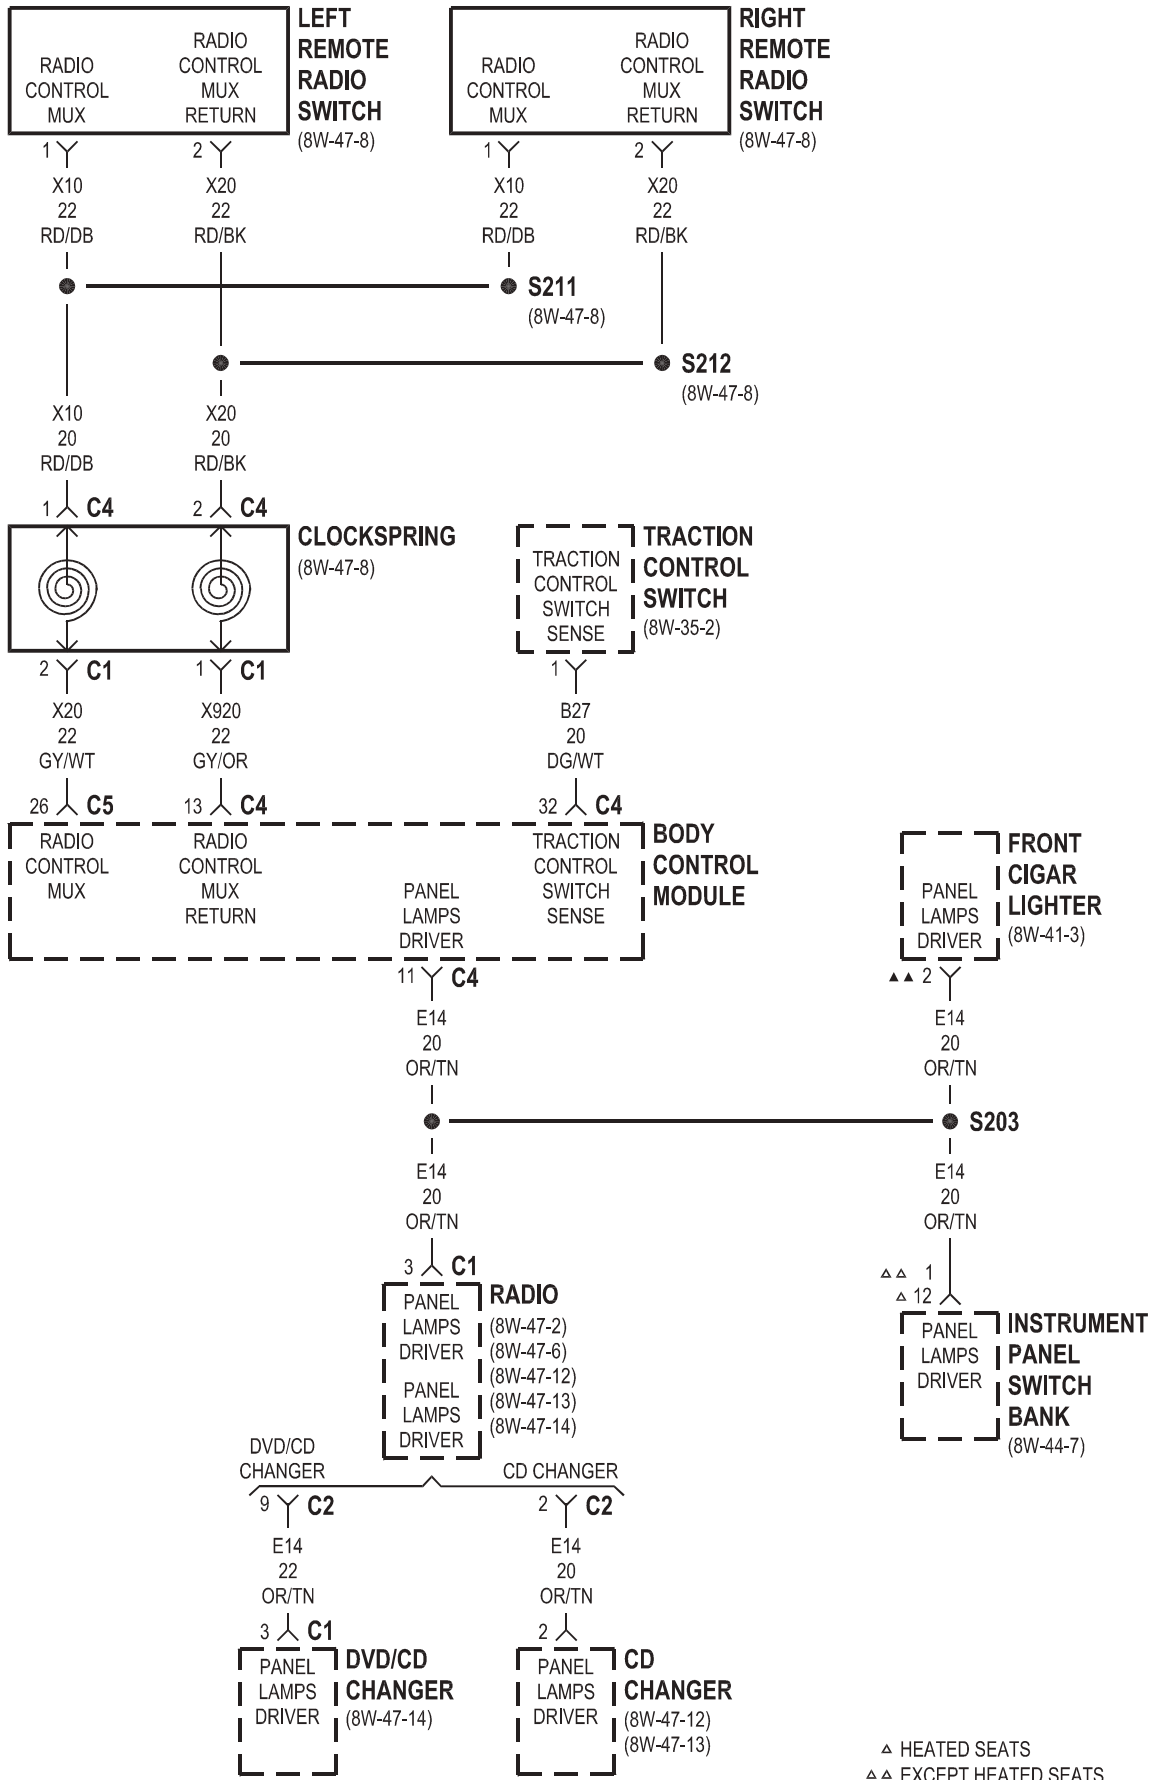 LEFT
REMOTE
RADIO
SWITCH
(8W-47-8)
RADIO
CONTROL
MUX
RADIO
CONTROL
MUX
RETURN
RIGHT
REMOTE
RADIO
SWITCH
(8W-47-8)
RADIO
CONTROL
MUX
RADIO
CONTROL
MUX
RETURN
1
X10
22
RD/DB
2
X20
22
RD/BK
1
X10
22
RD/DB
2
X20
22
RD/BK
S211
(8W-47-8)
S212
(8W-47-8)
X10
20
RD/DB
1 C4
X20
20
RD/BK
2 C4
CLOCKSPRING
(8W-47-8)
TRACTION
CONTROL
SWITCH
SENSE
TRACTION
CONTROL
SWITCH
(8W-35-2)
2 C1
X20
22
GY/WT
26 C5
1 C1
X920
22
GY/OR
13 C4
1
B27
20
DG/WT
32 C4
RADIO
CONTROL
MUX
RADIO
CONTROL
MUX
RETURN
PANEL
LAMPS
DRIVER
TRACTION
CONTROL
SWITCH
SENSE
BODY
CONTROL
MODULE
PANEL
LAMPS
DRIVER
FRONT
CIGAR
LIGHTER
(8W-41-3)
11 C4
E14
20
OR/TN
▲▲ 2
E14
20
OR/TN
S203
E14
20
OR/TN
3 C1
E14
20
OR/TN
△△ 1
△ 12
PANEL
LAMPS
DRIVER
PANEL
LAMPS
DRIVER
RADIO
(8W-47-2)
(8W-47-6)
(8W-47-12)
(8W-47-13)
(8W-47-14)
PANEL
LAMPS
DRIVER
INSTRUMENT
PANEL
SWITCH
BANK
(8W-44-7)
DVD/CD
CHANGER
9 C2
E14
22
OR/TN
3 C1
CD CHANGER
2 C2
E14
20
OR/TN
2
PANEL
LAMPS
DRIVER
DVD/CD
CHANGER
(8W-47-14)
PANEL
LAMPS
DRIVER
CD
CHANGER
(8W-47-12)
(8W-47-13)
△ HEATED SEATS
△△ EXCEPT HEATED SEATS